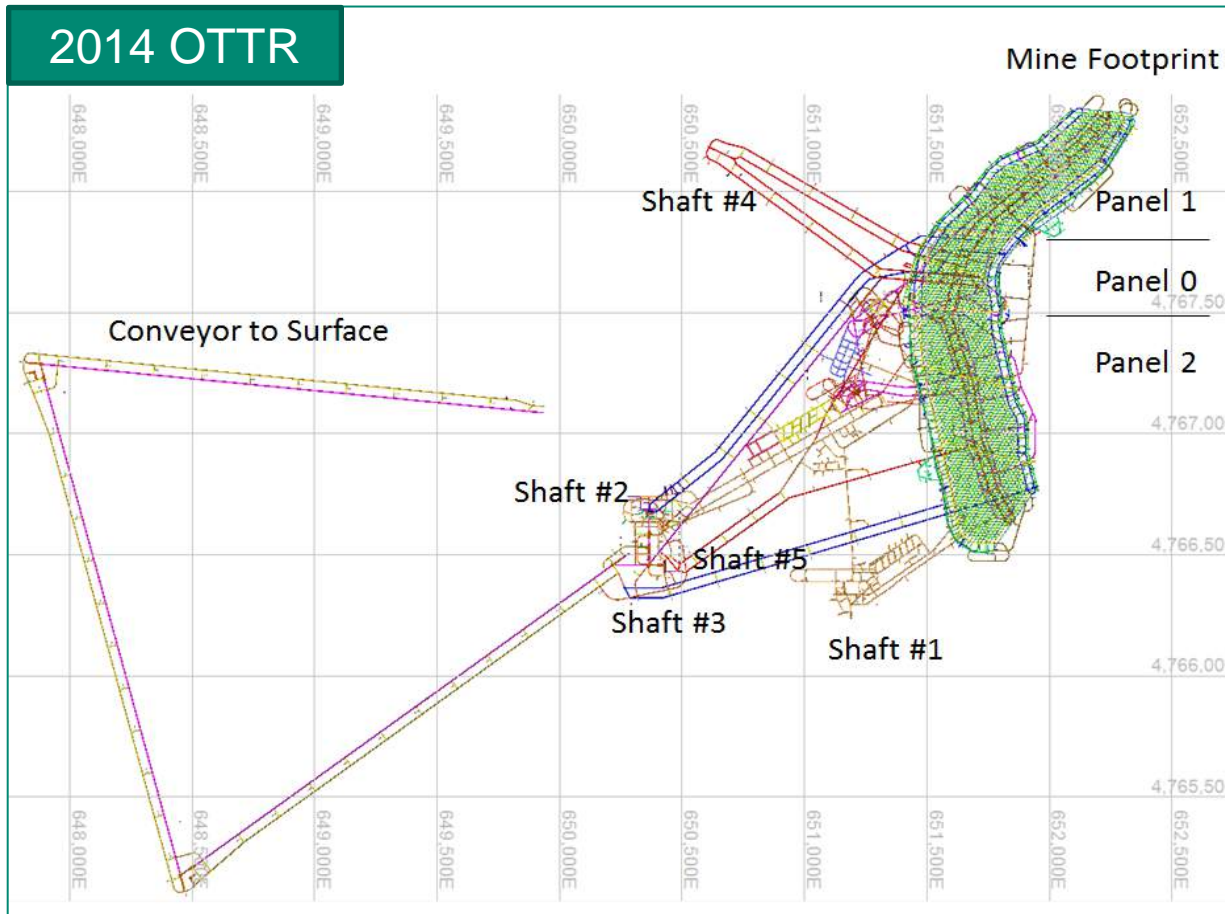 2014 OTTR
Mine Footprint
648,000E
648,500E
649,000E
649,500E
650,000E
650,500E
651,000E
651,500E
652,500E
Shaft #4
Panel 1
Panel 0
4,767,50
Conveyor to Surface
Panel 2
4,767,00
Shaft #2
4,766,50
Shaft #5
Shaft #3
Shaft #1
4,766,00
4,765,50
648,000E
648,500E
649,000E
649,500E
650,000E
650,500E
651,000E
651,500E
652,000E
652,500E